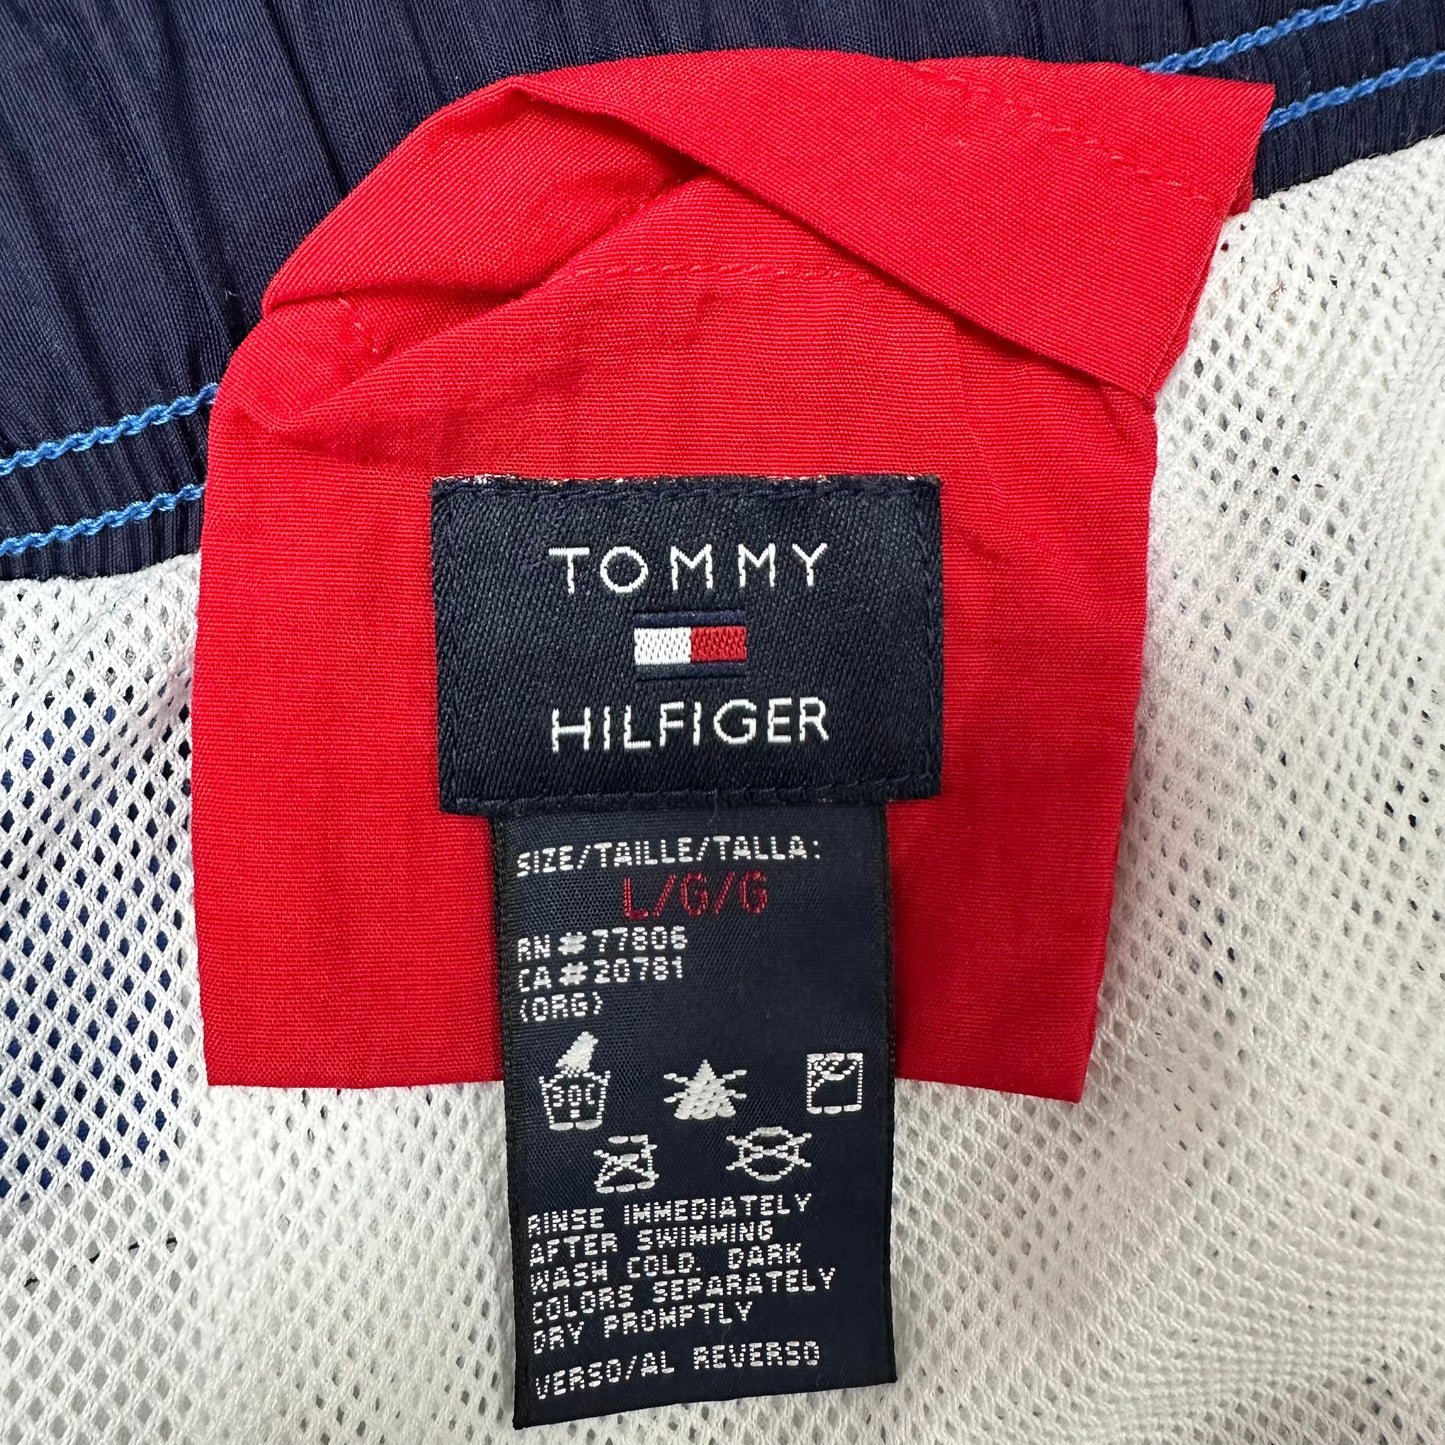 TOMMY
HILFIGER
SIZE/TAILLE/TALLA:
L/G/G
RN #77806
CA #20781
(ORG)
30C
RINSE IMMEDIATELY
AFTER SWIMMING
WASH COLD. DARK
COLORS SEPARATELY
DRY PROMPTLY
VERSO/AL REVERSO